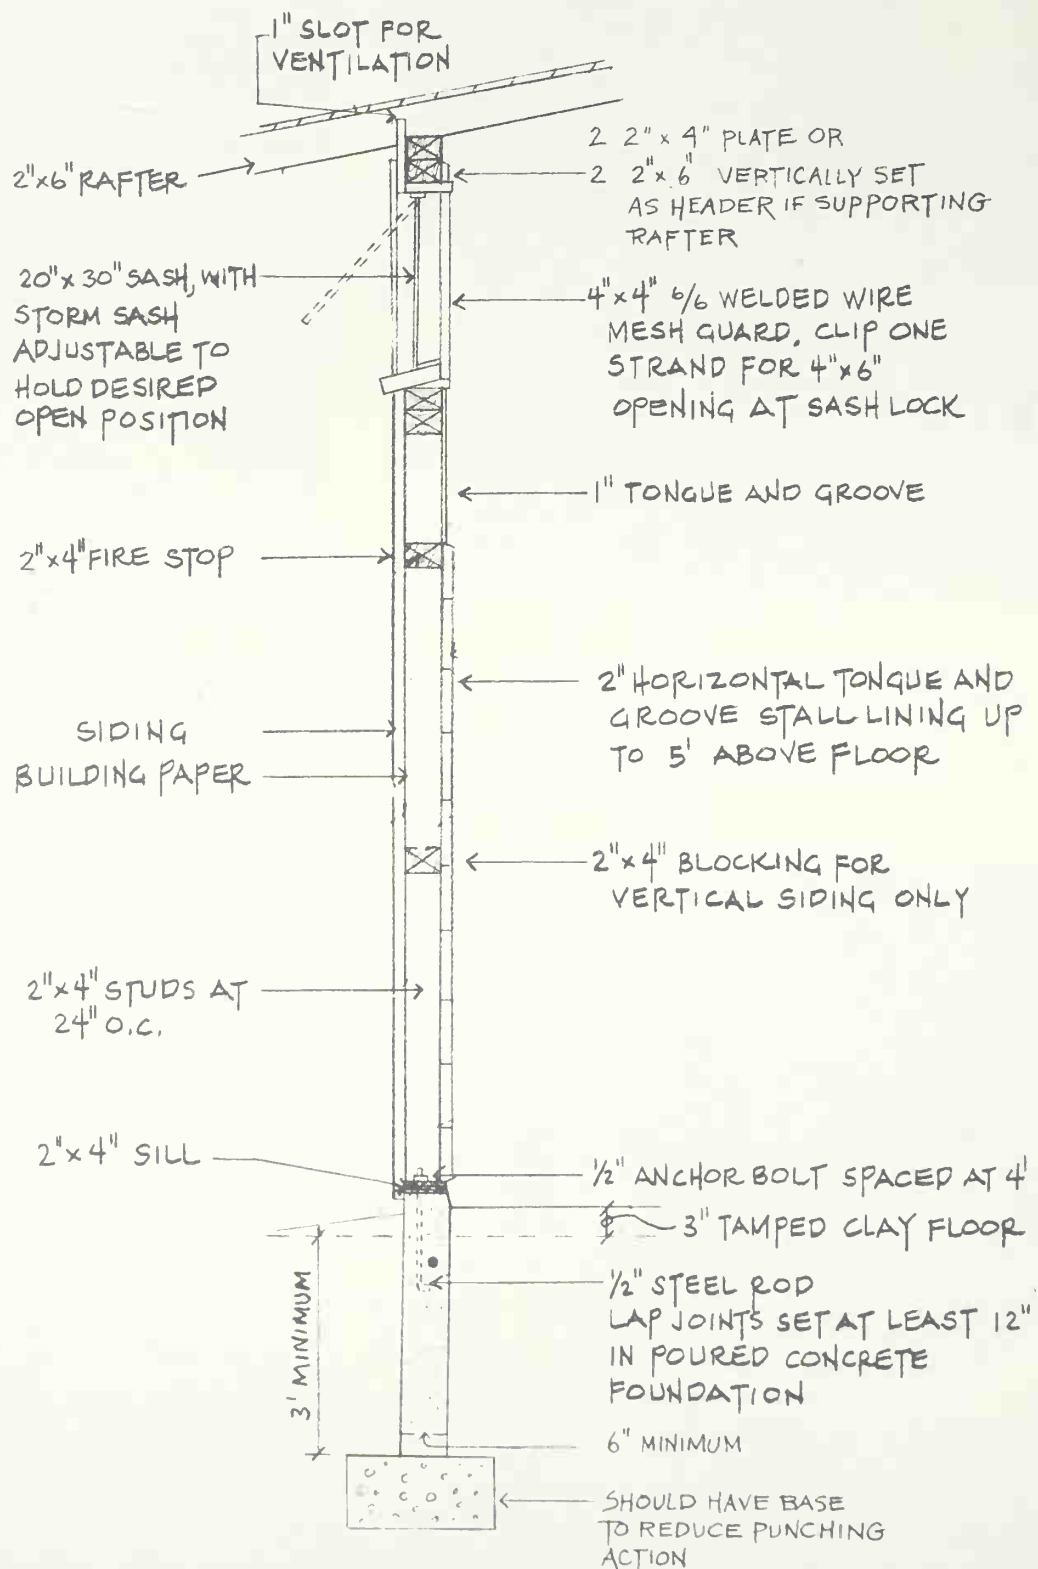 1" SLOT FOR
VENTILATION
2"x6" RAFTER
2 2"x 4" PLATE OR
2 2"x 6" VERTICALLY SET
AS HEADER IF SUPPORTING
RAFTER
20"x 30" SASH, WITH
STORM SASH
ADJUSTABLE TO
HOLD DESIRED
OPEN POSITION
4"x4" 6/6 WELDED WIRE
MESH GUARD. CLIP ONE
STRAND FOR 4"x6"
OPENING AT SASH LOCK
1" TONGUE AND GROOVE
2"x4" FIRE STOP
2" HORIZONTAL TONGUE AND
GROOVE STALL LINING UP
TO 5' ABOVE FLOOR
SIDING
BUILDING PAPER
2"x4" BLOCKING FOR
VERTICAL SIDING ONLY
2"x4" STUDS AT
24" O.C.
2"x4" SILL
1/2" ANCHOR BOLT SPACED AT 4'
3" TAMPED CLAY FLOOR
3' MINIMUM
1/2" STEEL ROD
LAP JOINTS SET AT LEAST 12"
IN POURED CONCRETE
FOUNDATION
6" MINIMUM
SHOULD HAVE BASE
TO REDUCE PUNCHING
ACTION